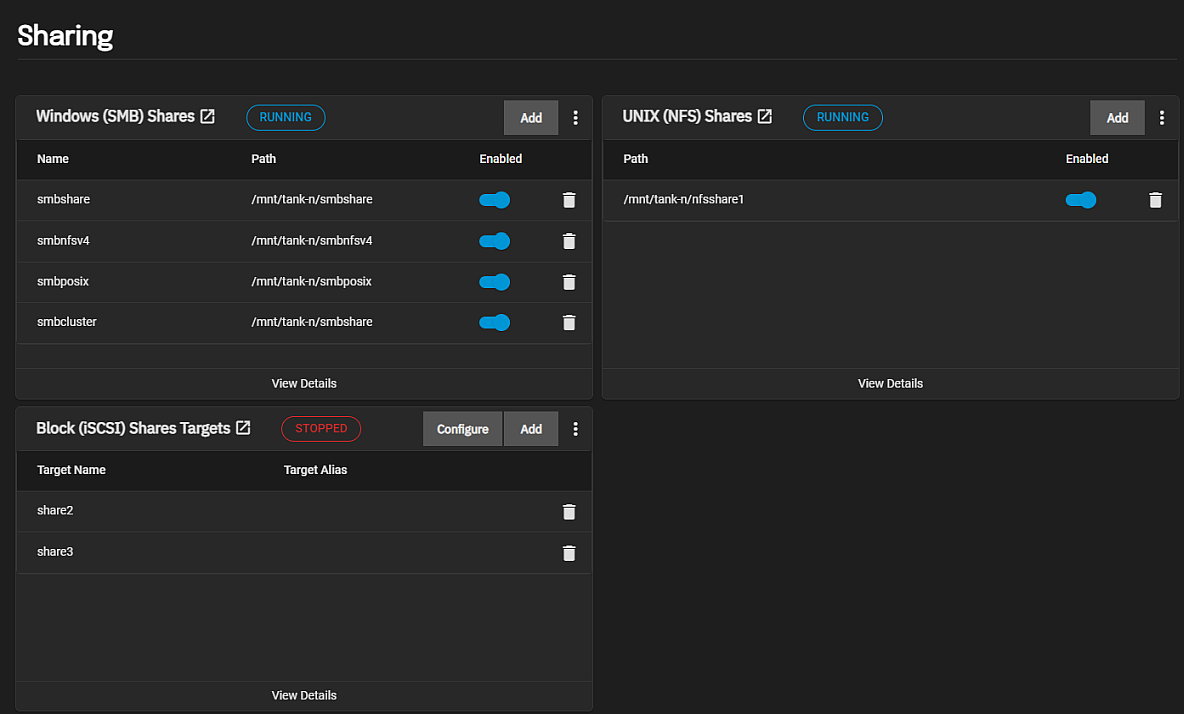 Sharing
Windows (SMB) Shares RUNNING Add
Name Path Enabled
smbshare /mnt/tank-n/smbshare
smbnfsv4 /mnt/tank-n/smbnfsv4
smbposix /mnt/tank-n/smbposix
smbcluster /mnt/tank-n/smbshare
View Details
UNIX (NFS) Shares RUNNING Add
Path Enabled
/mnt/tank-n/nfsshare1
View Details
Block (iSCSI) Shares Targets STOPPED Configure Add
Target Name Target Alias
share2
share3
View Details